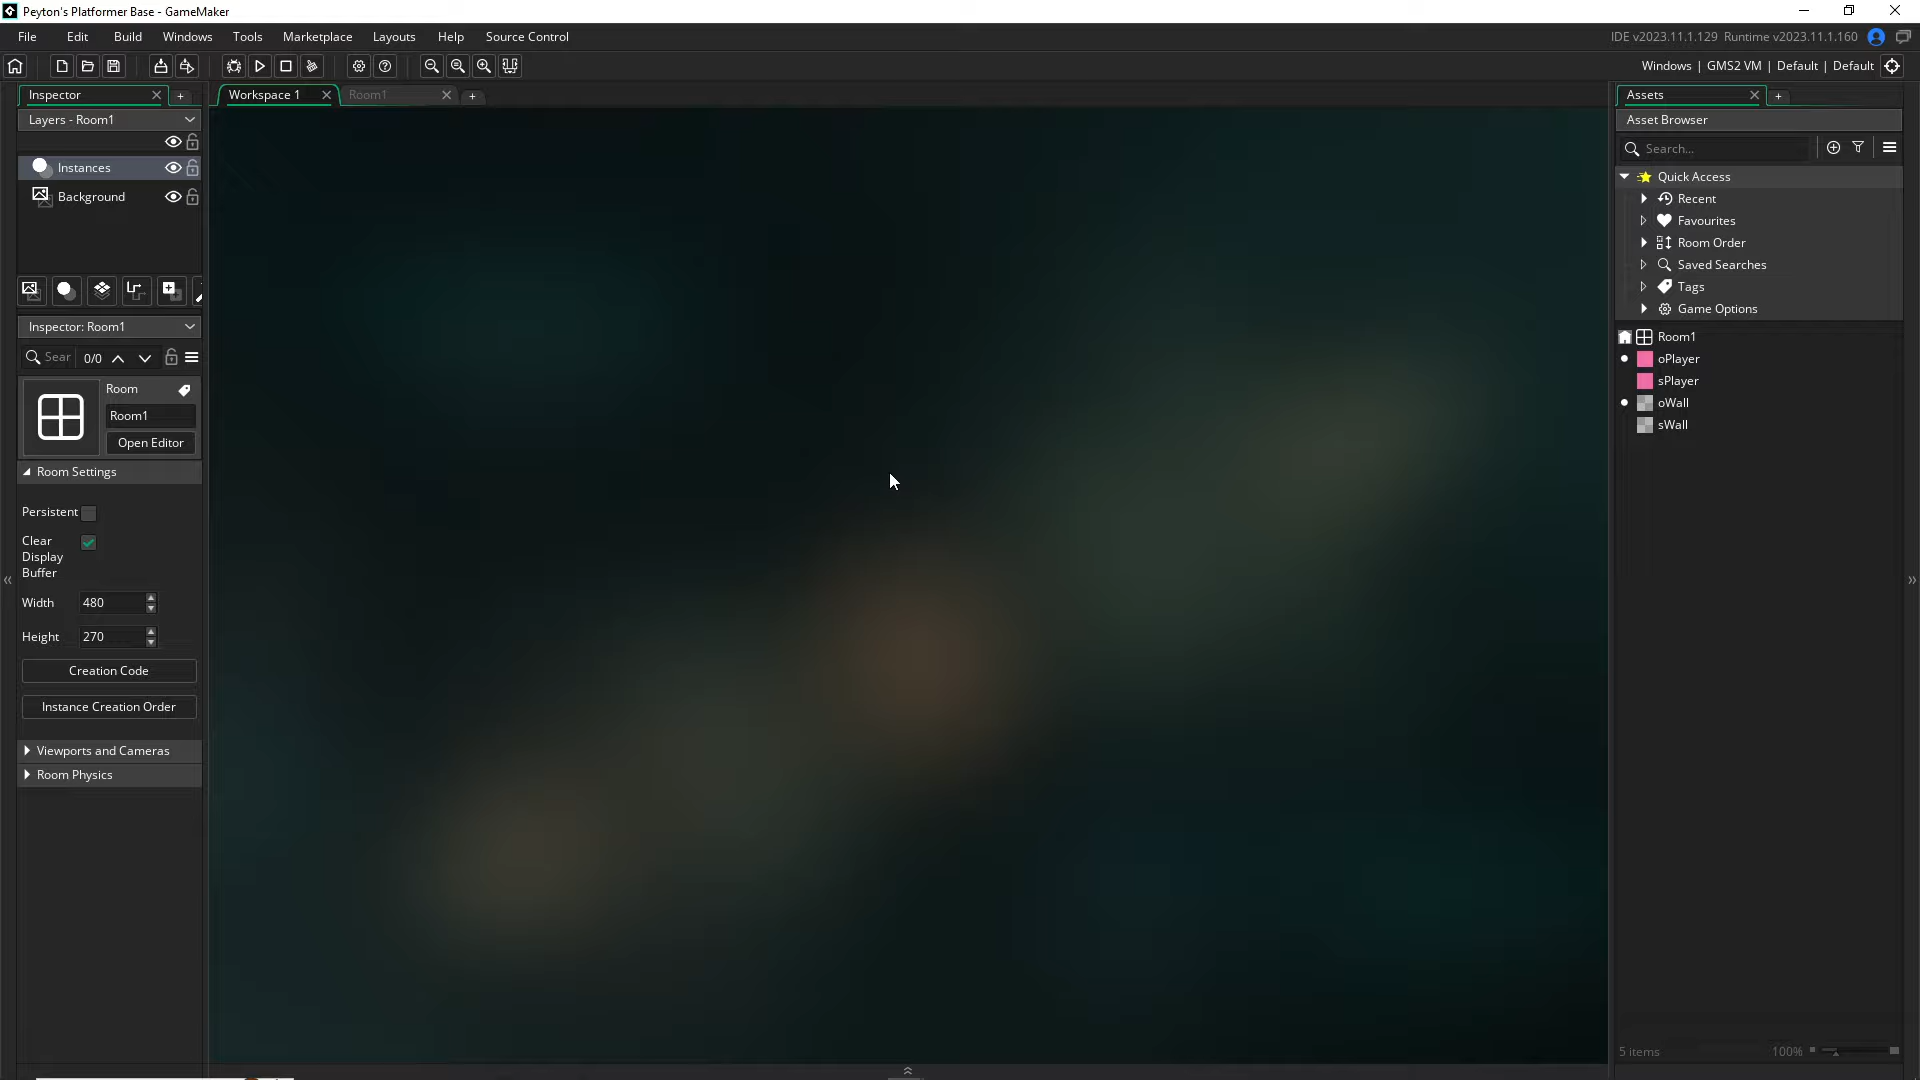 Peyton's Platformer Base - GameMaker
File Edit Build Windows Tools Marketplace Layouts Help Source Control
IDE v2023.11.1.129 Runtime v2023.11.1.160
Windows | GMS2 VM | Default | Default
Inspector
Layers - Room1
Instances
Background
Inspector: Room1
Sear 0/0
Room
Room1
Open Editor
Room Settings
Persistent
Clear
Display
Buffer
Width 480
Height 270
Creation Code
Instance Creation Order
Viewports and Cameras
Room Physics
Workspace 1 Room1
Assets
Asset Browser
Search...
Quick Access
Recent
Favourites
Room Order
Saved Searches
Tags
Game Options
Room1
oPlayer
sPlayer
oWall
sWall
5 items 100%